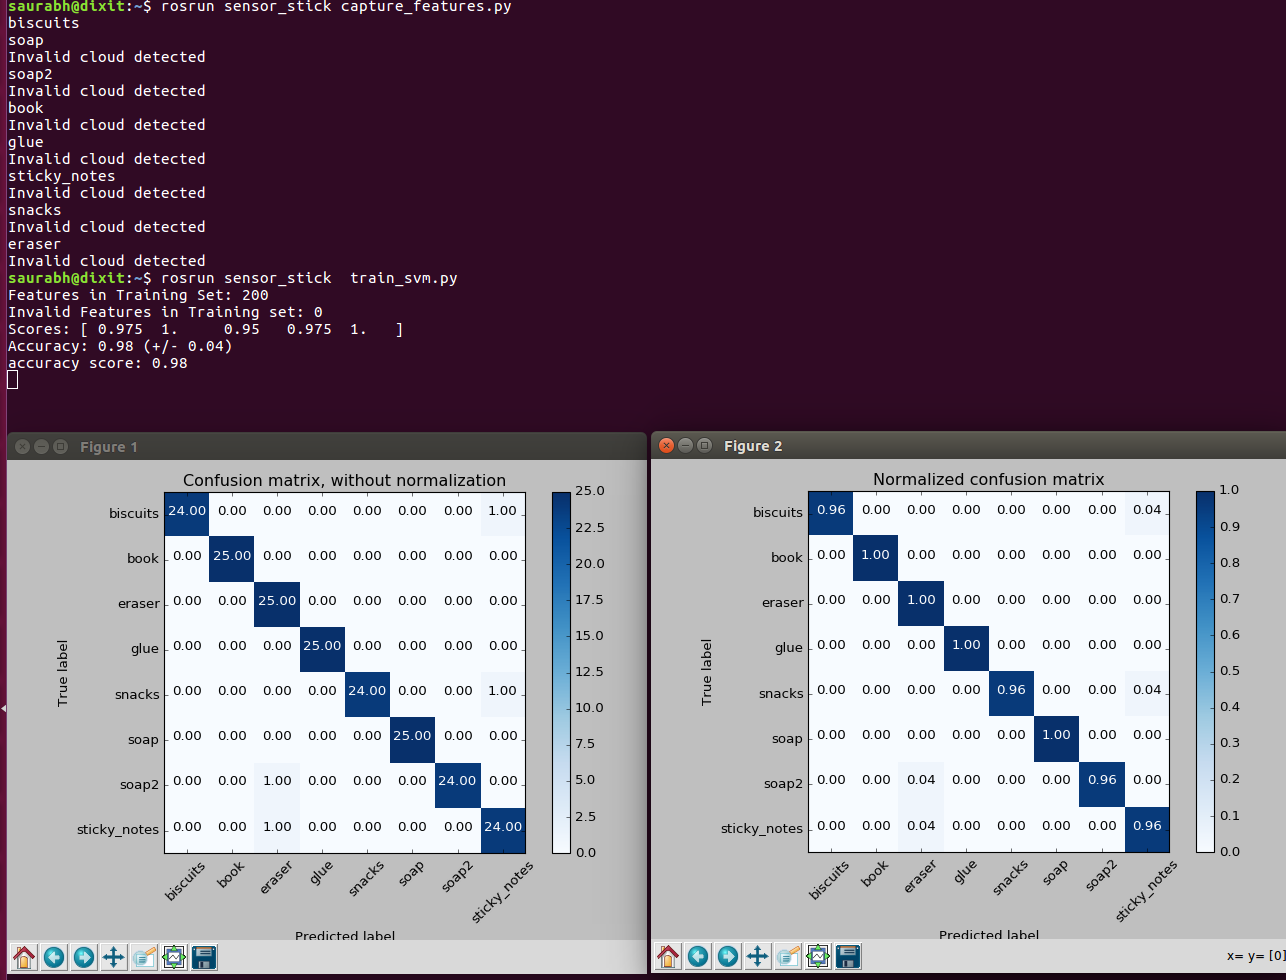 saurabh@dixit:~$ rosrun sensor_stick capture_features.py
biscuits
soap
Invalid cloud detected
soap2
Invalid cloud detected
book
Invalid cloud detected
glue
Invalid cloud detected
sticky_notes
Invalid cloud detected
snacks
Invalid cloud detected
eraser
Invalid cloud detected
saurabh@dixit:~$ rosrun sensor_stick  train_svm.py
Features in Training Set: 200
Invalid Features in Training set: 0
Scores: [ 0.975  1.     0.95   0.975  1.   ]
Accuracy: 0.98 (+/- 0.04)
accuracy score: 0.98
Figure 1
Confusion matrix, without normalization
True label
biscuits 24.00 0.00 0.00 0.00 0.00 0.00 0.00 1.00
book 0.00 25.00 0.00 0.00 0.00 0.00 0.00 0.00
eraser 0.00 0.00 25.00 0.00 0.00 0.00 0.00 0.00
glue 0.00 0.00 0.00 25.00 0.00 0.00 0.00 0.00
snacks 0.00 0.00 0.00 0.00 24.00 0.00 0.00 1.00
soap 0.00 0.00 0.00 0.00 0.00 25.00 0.00 0.00
soap2 0.00 0.00 1.00 0.00 0.00 0.00 24.00 0.00
sticky_notes 0.00 0.00 1.00 0.00 0.00 0.00 0.00 24.00
biscuits book eraser glue snacks soap soap2 sticky_notes
Predicted label
25.0
22.5
20.0
17.5
15.0
12.5
10.0
7.5
5.0
2.5
0.0
Figure 2
Normalized confusion matrix
True label
biscuits 0.96 0.00 0.00 0.00 0.00 0.00 0.00 0.04
book 0.00 1.00 0.00 0.00 0.00 0.00 0.00 0.00
eraser 0.00 0.00 1.00 0.00 0.00 0.00 0.00 0.00
glue 0.00 0.00 0.00 1.00 0.00 0.00 0.00 0.00
snacks 0.00 0.00 0.00 0.00 0.96 0.00 0.00 0.04
soap 0.00 0.00 0.00 0.00 0.00 1.00 0.00 0.00
soap2 0.00 0.00 0.04 0.00 0.00 0.00 0.96 0.00
sticky_notes 0.00 0.00 0.04 0.00 0.00 0.00 0.00 0.96
biscuits book eraser glue snacks soap soap2 sticky_notes
Predicted label
1.0
0.9
0.8
0.7
0.6
0.5
0.4
0.3
0.2
0.1
0.0
x= y= [0]